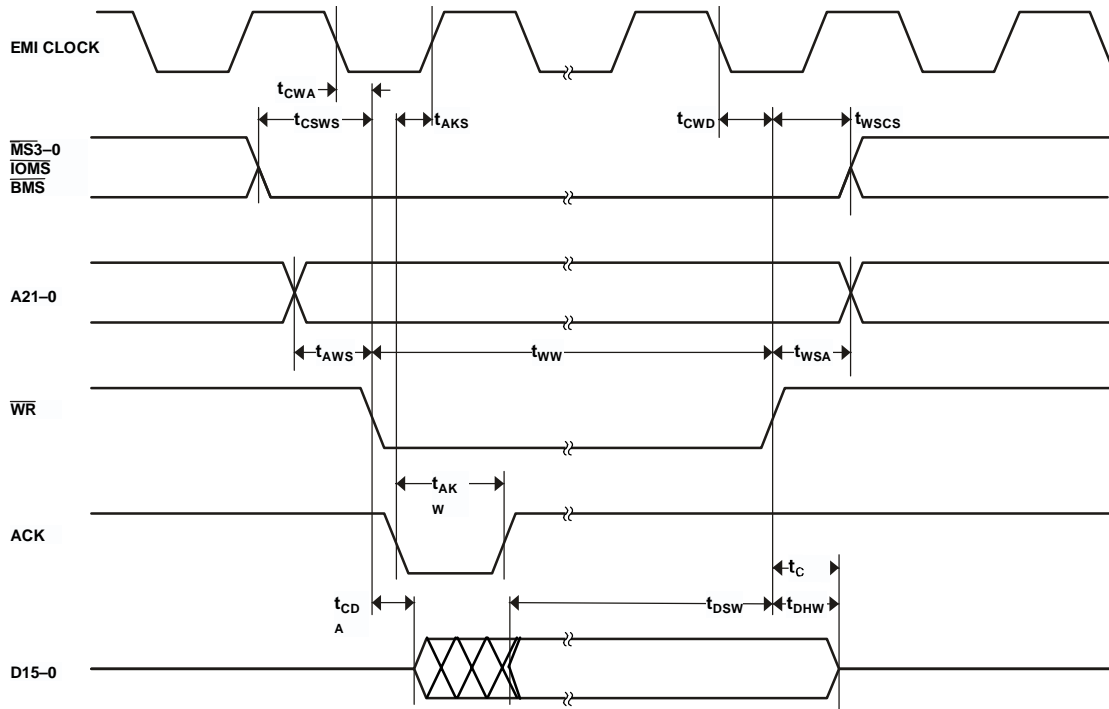 EMI CLOCK
tCWA
tCSWS
tAKS
tCWD
tWSCS
MS3–0
IOMS
BMS
A21–0
tAWS
tWW
tWSA
WR
tAK
W
ACK
tC
tCD
A
tDSW
tDHW
D15–0